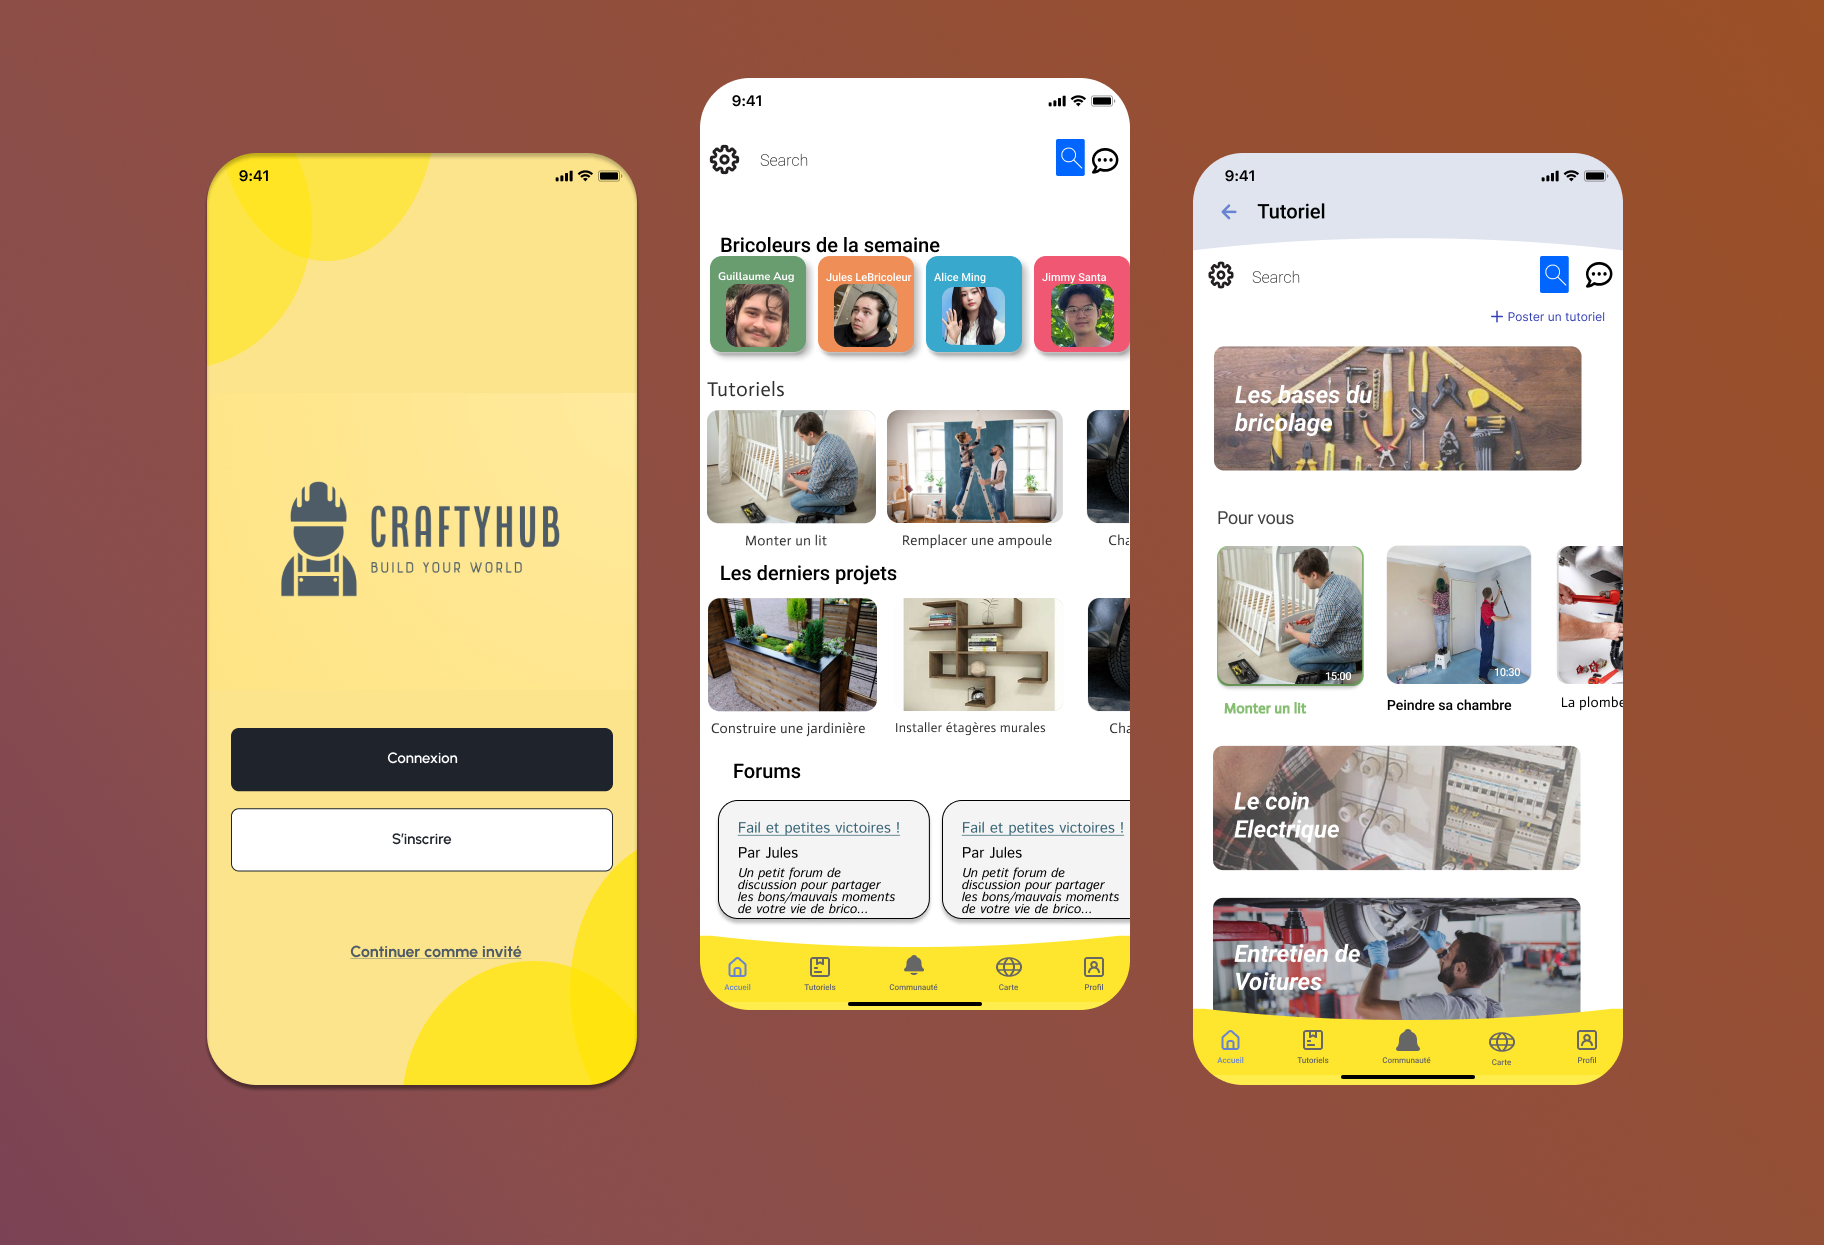 9:41
CRAFTYHUB
BUILD YOUR WORLD
Connexion
S'inscrire
Continuer comme invité
9:41
Search
Bricoleurs de la semaine
Guillaume Aug
Jules LeBricoleur
Alice Ming
Jimmy Santa
Tutoriels
Monter un lit
Remplacer une ampoule
Cha
Les derniers projets
Construire une jardinière
Installer étagères murales
Cha
Forums
Fail et petites victoires !
Par Jules
Un petit forum de
discussion pour partager
les bons/mauvais moments
de votre vie de brico...
Fail et petites victoires !
Par Jules
Un petit forum de
discussion pour partager
les bons/mauvais moments
de votre vie de brico...
Accueil
Tutoriels
Communauté
Carte
Profil
9:41
Tutoriel
Search
+ Poster un tutoriel
Les bases du
bricolage
Pour vous
15:00
10:30
Monter un lit
Peindre sa chambre
La plombe
Le coin
Electrique
Entretien de
Voitures
Accueil
Tutoriels
Communauté
Carte
Profil